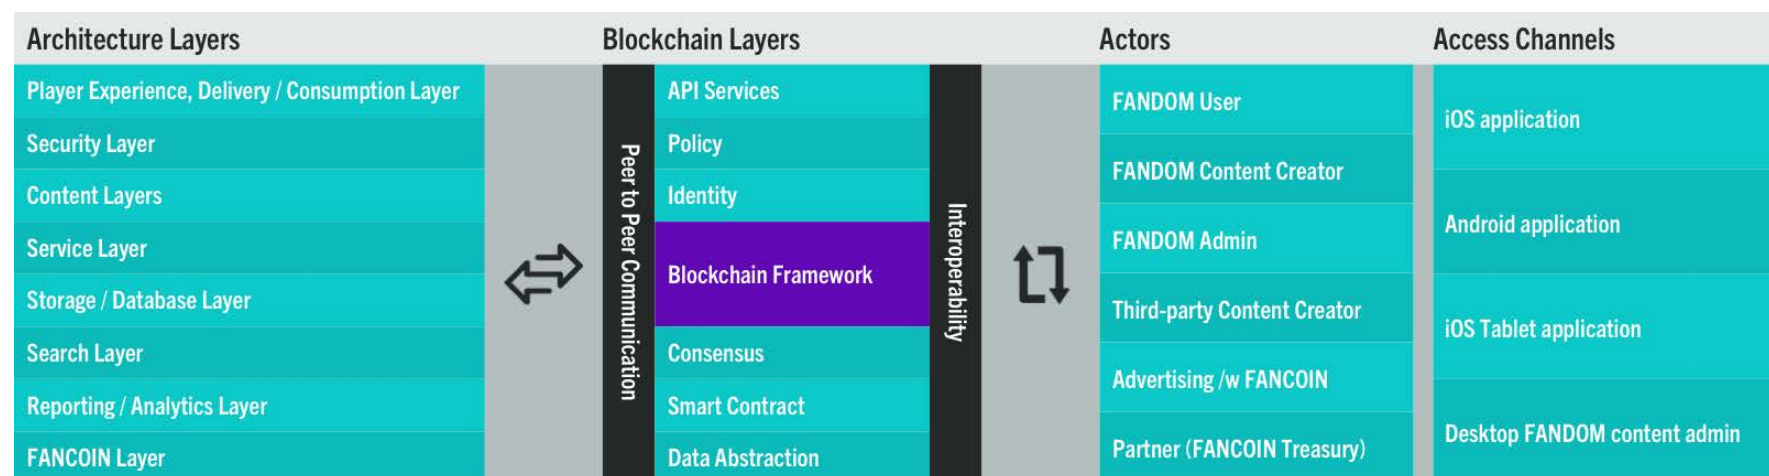 Architecture Layers
Player Experience, Delivery / Consumption Layer
Security Layer
Content Layers
Service Layer
Storage / Database Layer
Search Layer
Reporting / Analytics Layer
FANCOIN Layer
Blockchain Layers
Peer to Peer Communication
API Services
Policy
Identity
Blockchain Framework
Consensus
Smart Contract
Data Abstraction
Interoperability
Actors
FANDOM User
FANDOM Content Creator
FANDOM Admin
Third-party Content Creator
Advertising /w FANCOIN
Partner (FANCOIN Treasury)
Access Channels
iOS application
Android application
iOS Tablet application
Desktop FANDOM content admin